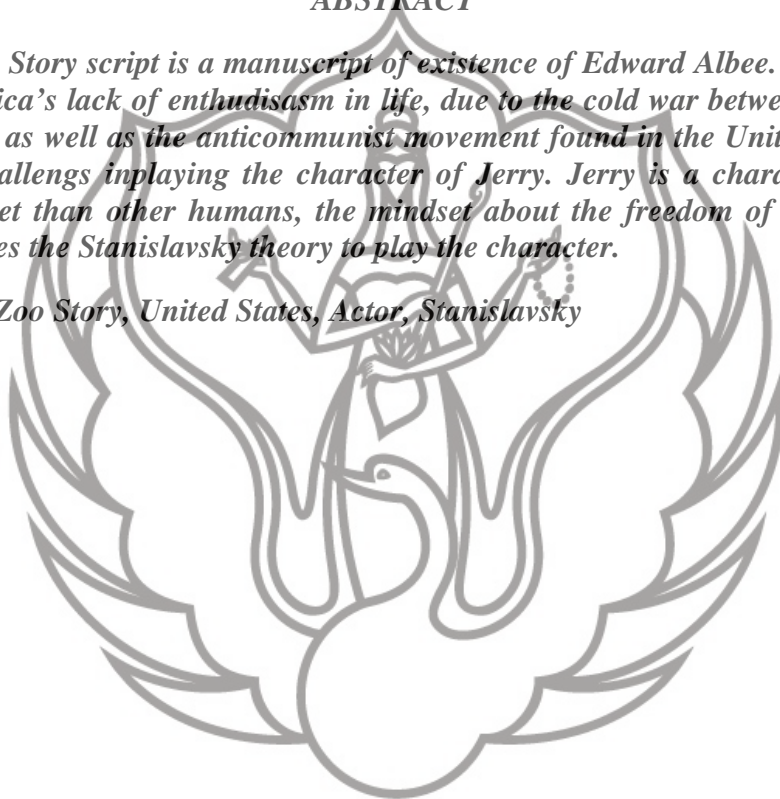 ABSTRACT
Story script is a manuscript of existence of Edward Albee.
ica's lack of enthudisasm in life, due to the cold war betwe
as well as the anticommunist movement found in the Unit
allengs inplaying the character of Jerry. Jerry is a chara
et than other humans, the mindset about the freedom of
es the Stanislavsky theory to play the character.
Zoo Story, United States, Actor, Stanislavsky